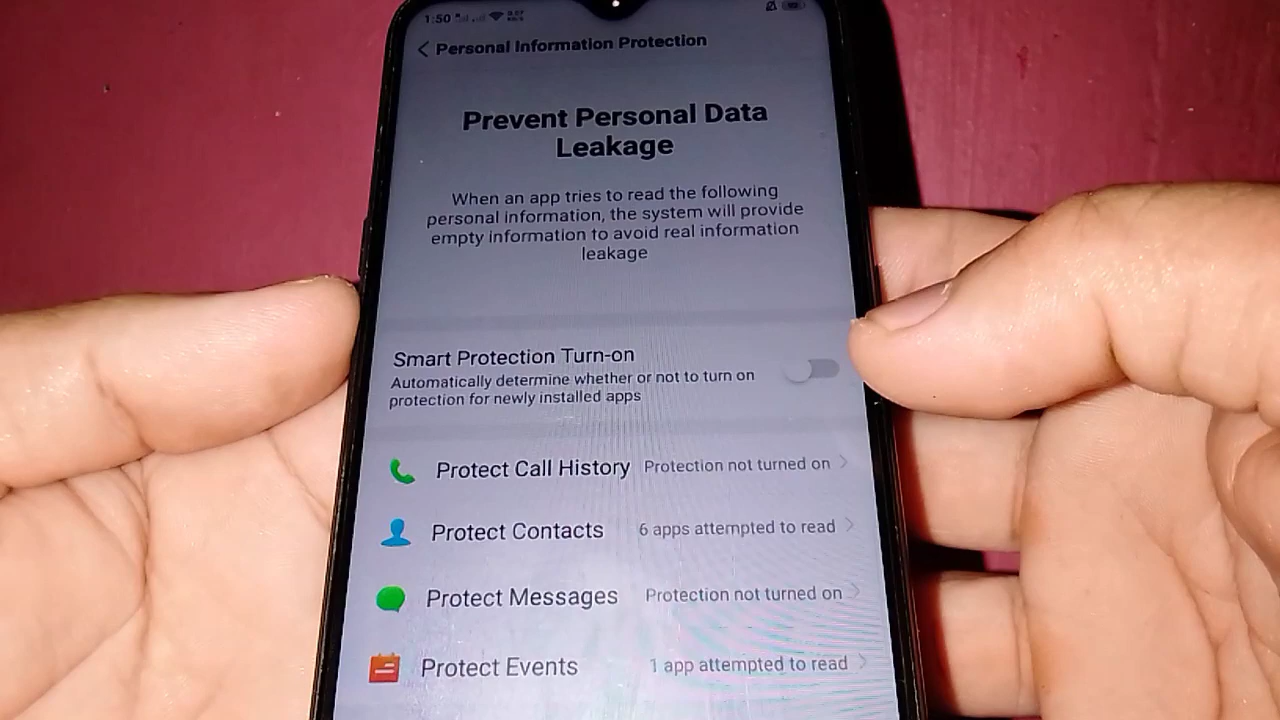 1:50
Personal Information Protection
Prevent Personal Data
Leakage
When an app tries to read the following
personal information, the system will provide
empty information to avoid real information
leakage
Smart Protection Turn-on
Automatically determine whether or not to turn on
protection for newly installed apps
Protect Call History Protection not turned on
Protect Contacts 6 apps attempted to read
Protect Messages Protection not turned on
Protect Events 1 app attempted to read